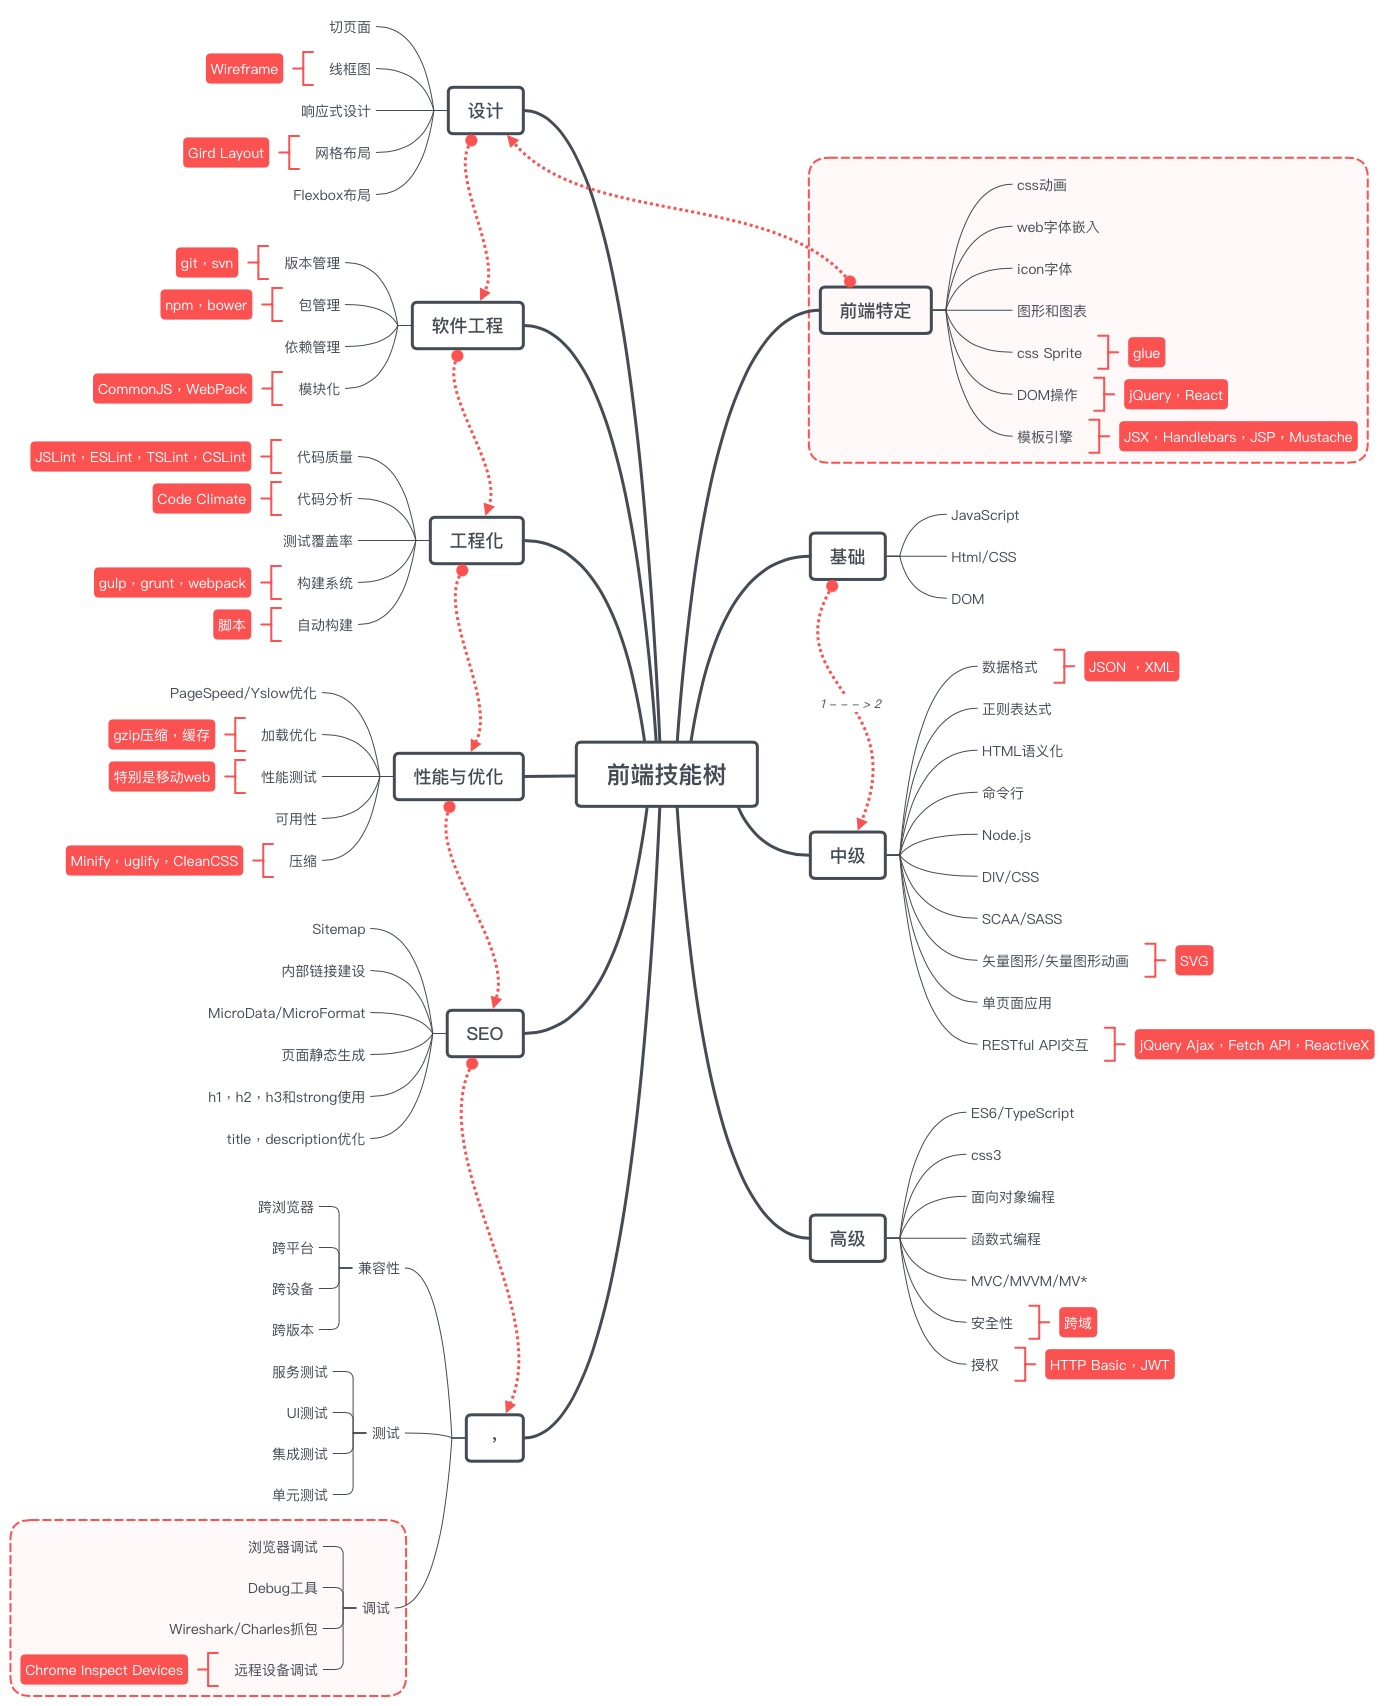 前端技能树
设计
切页面
线框图
Wireframe
响应式设计
网格布局
Gird Layout
Flexbox布局
软件工程
版本管理
git，svn
包管理
npm，bower
依赖管理
模块化
CommonJS，WebPack
工程化
代码质量
JSLint，ESLint，TSLint，CSLint
代码分析
Code Climate
测试覆盖率
构建系统
gulp，grunt，webpack
自动构建
脚本
性能与优化
PageSpeed/Yslow优化
加载优化
gzip压缩，缓存
性能测试
特别是移动web
可用性
压缩
Minify，uglify，CleanCSS
SEO
Sitemap
内部链接建设
MicroData/MicroFormat
页面静态生成
h1，h2，h3和strong使用
title，description优化
，
兼容性
跨浏览器
跨平台
跨设备
跨版本
测试
服务测试
UI测试
集成测试
单元测试
调试
浏览器调试
Debug工具
Wireshark/Charles抓包
远程设备调试
Chrome Inspect Devices
前端特定
css动画
web字体嵌入
icon字体
图形和图表
css Sprite
glue
DOM操作
jQuery，React
模板引擎
JSX，Handlebars，JSP，Mustache
基础
JavaScript
Html/CSS
DOM
1 - - - > 2
中级
数据格式
JSON ，XML
正则表达式
HTML语义化
命令行
Node.js
DIV/CSS
SCAA/SASS
矢量图形/矢量图形动画
SVG
单页面应用
RESTful API交互
jQuery Ajax，Fetch API，ReactiveX
高级
ES6/TypeScript
css3
面向对象编程
函数式编程
MVC/MVVM/MV*
安全性
跨域
授权
HTTP Basic，JWT